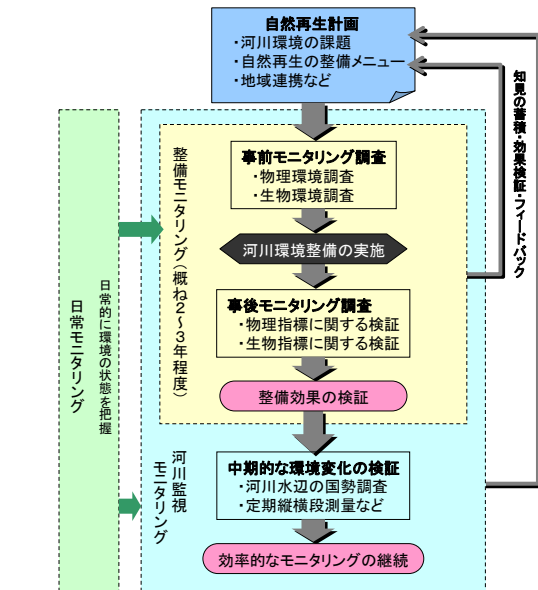 自然再生計画
・河川環境の課題
・自然再生の整備メニュー
・地域連携など
知見の蓄積・効果検証・フィードバック
整備モニタリング（概ね２～３年程度）
事前モニタリング調査
・物理環境調査
・生物環境調査
河川環境整備の実施
事後モニタリング調査
・物理指標に関する検証
・生物指標に関する検証
整備効果の検証
日常的に環境の状態を把握
日常モニタリング
河川監視
モニタリング
中期的な環境変化の検証
・河川水辺の国勢調査
・定期縦横段測量など
効率的なモニタリングの継続